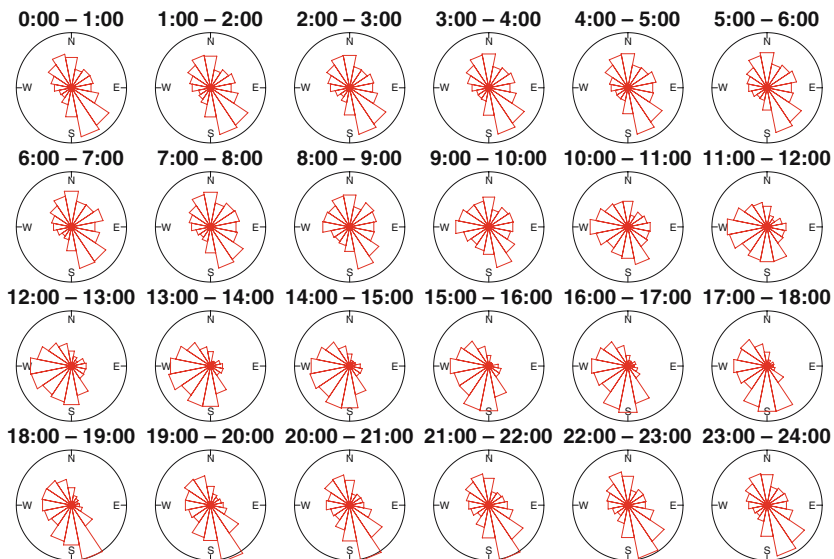 0:00 – 1:00 1:00 – 2:00 2:00 – 3:00 3:00 – 4:00 4:00 – 5:00 5:00 – 6:00
N N N N N N
W E W E W E W E W E W E
S S S S S S
6:00 – 7:00 7:00 – 8:00 8:00 – 9:00 9:00 – 10:00 10:00 – 11:00 11:00 – 12:00
N N N N N N
W E W E W E W E W E W E
S S S S S S
12:00 – 13:00 13:00 – 14:00 14:00 – 15:00 15:00 – 16:00 16:00 – 17:00 17:00 – 18:00
N N N N N N
W E W E W E W E W E W E
S S S S S S
18:00 – 19:00 19:00 – 20:00 20:00 – 21:00 21:00 – 22:00 22:00 – 23:00 23:00 – 24:00
N N N N N N
W E W E W E W E W E W E
S S S S S S